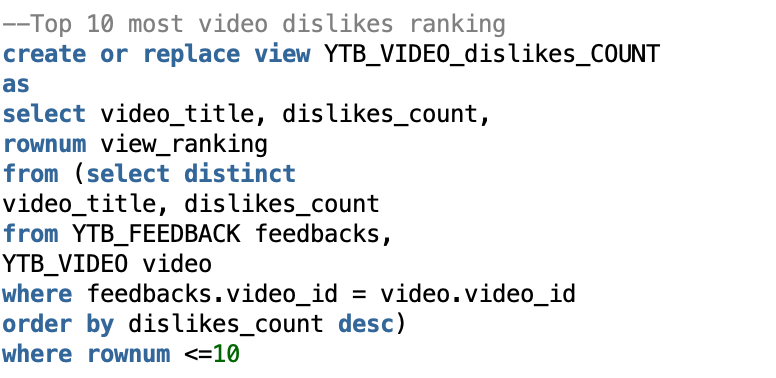 --Top 10 most video dislikes ranking
create or replace view YTB_VIDEO_dislikes_COUNT
as
select video_title, dislikes_count,
rownum view_ranking
from (select distinct
video_title, dislikes_count
from YTB_FEEDBACK feedbacks,
YTB_VIDEO video
where feedbacks.video_id = video.video_id
order by dislikes_count desc)
where rownum <=10